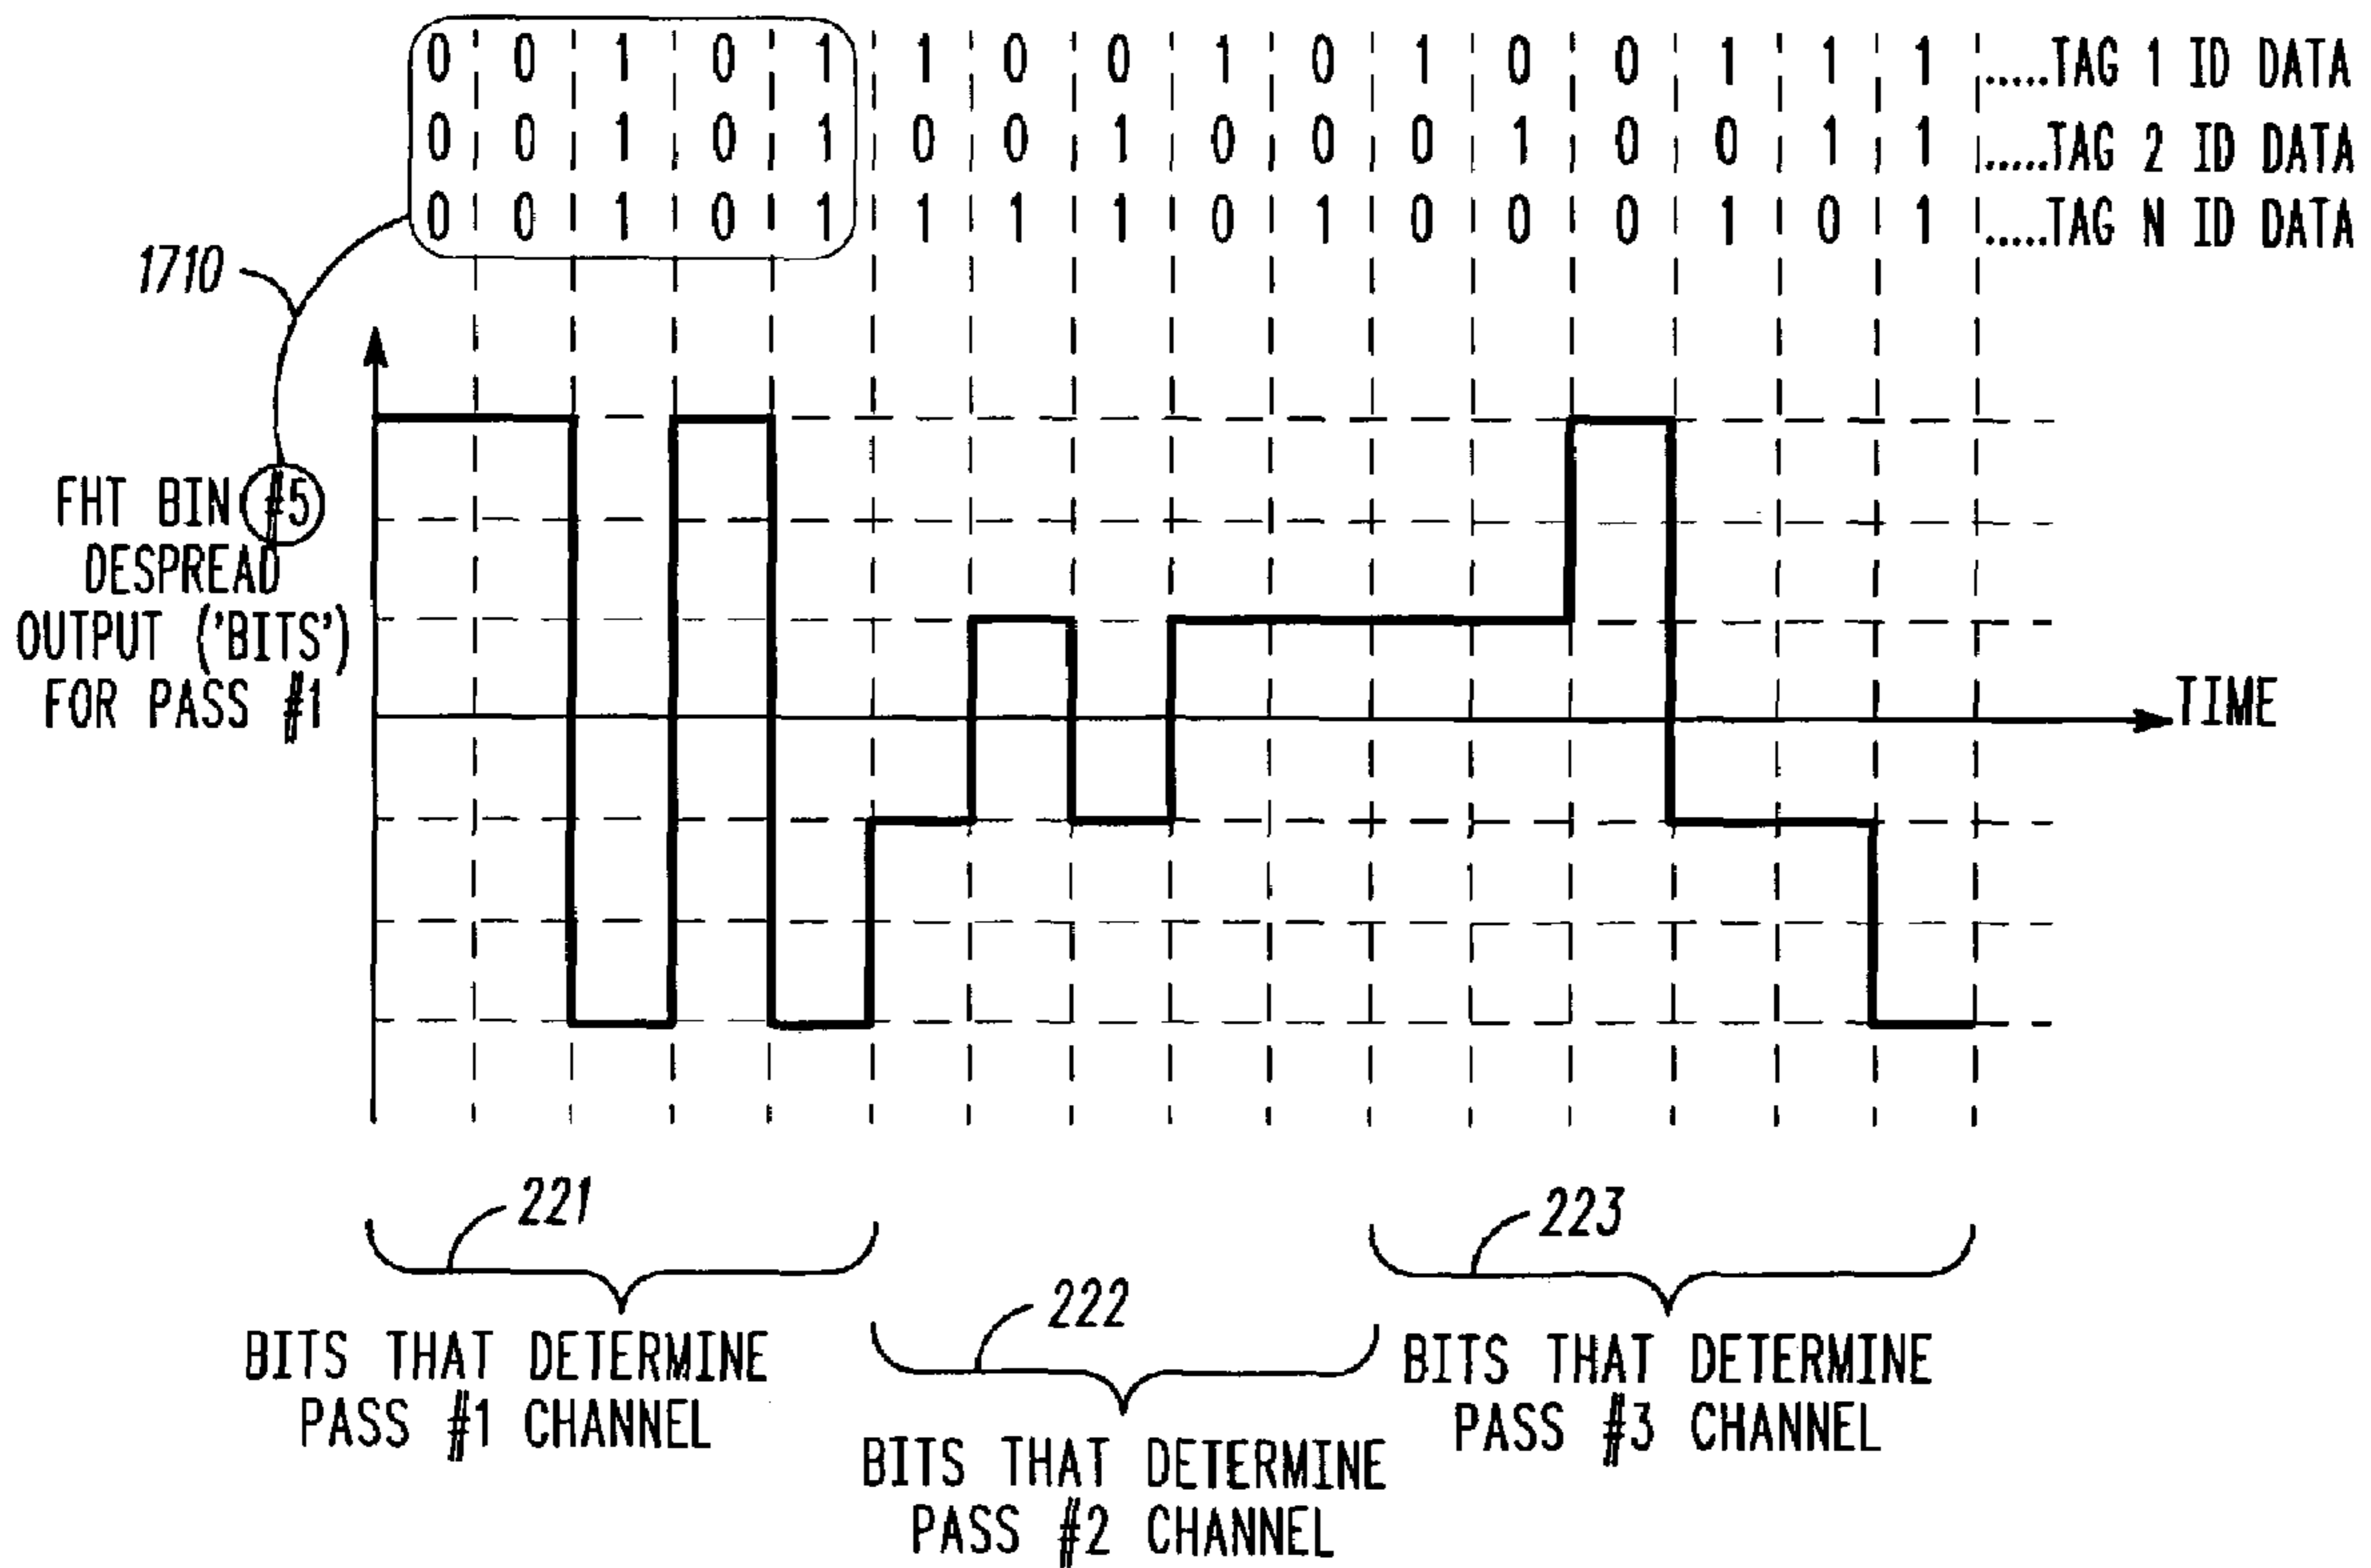 0 0 1 0 1 1 0 0 1 0 1 0 0 1 1 1 .....TAG 1 ID DATA
0 0 1 0 1 0 0 1 0 0 0 1 0 0 1 1 .....TAG 2 ID DATA
0 0 1 0 1 1 1 1 0 1 0 0 0 1 0 1 .....TAG N ID DATA
1710
FHT BIN #5
DESPREAD
OUTPUT ('BITS')
FOR PASS #1
TIME
221
BITS THAT DETERMINE
PASS #1 CHANNEL
222
BITS THAT DETERMINE
PASS #2 CHANNEL
223
BITS THAT DETERMINE
PASS #3 CHANNEL